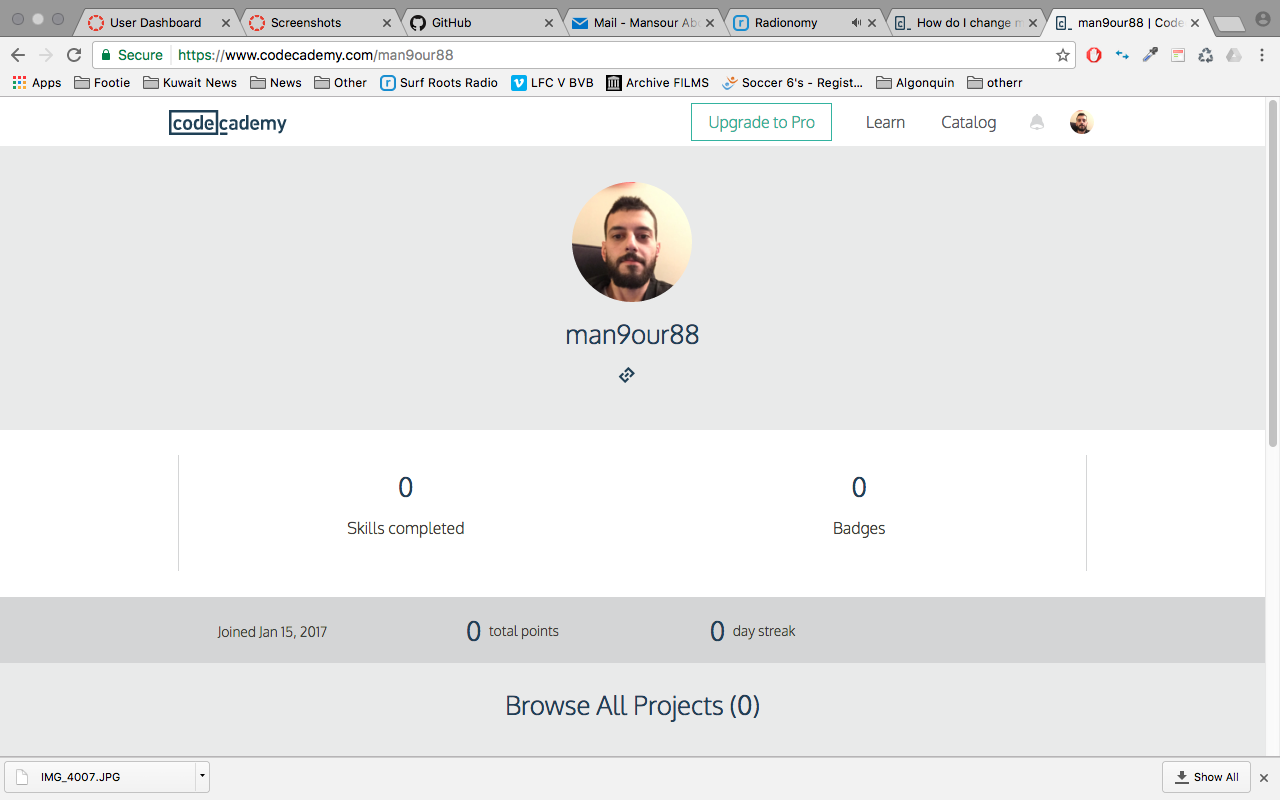 User Dashboard
Screenshots
GitHub
Mail - Mansour Ab
Radionomy
How do I change m
man9our88 | Code
Secure https://www.codecademy.com/man9our88
Apps Footie Kuwait News News Other Surf Roots Radio LFC V BVB Archive FILMS Soccer 6's - Regist... Algonquin otherr
codecademy
Upgrade to Pro Learn Catalog
man9our88
0
Skills completed
0
Badges
Joined Jan 15, 2017 0 total points 0 day streak
Browse All Projects (0)
IMG_4007.JPG Show All